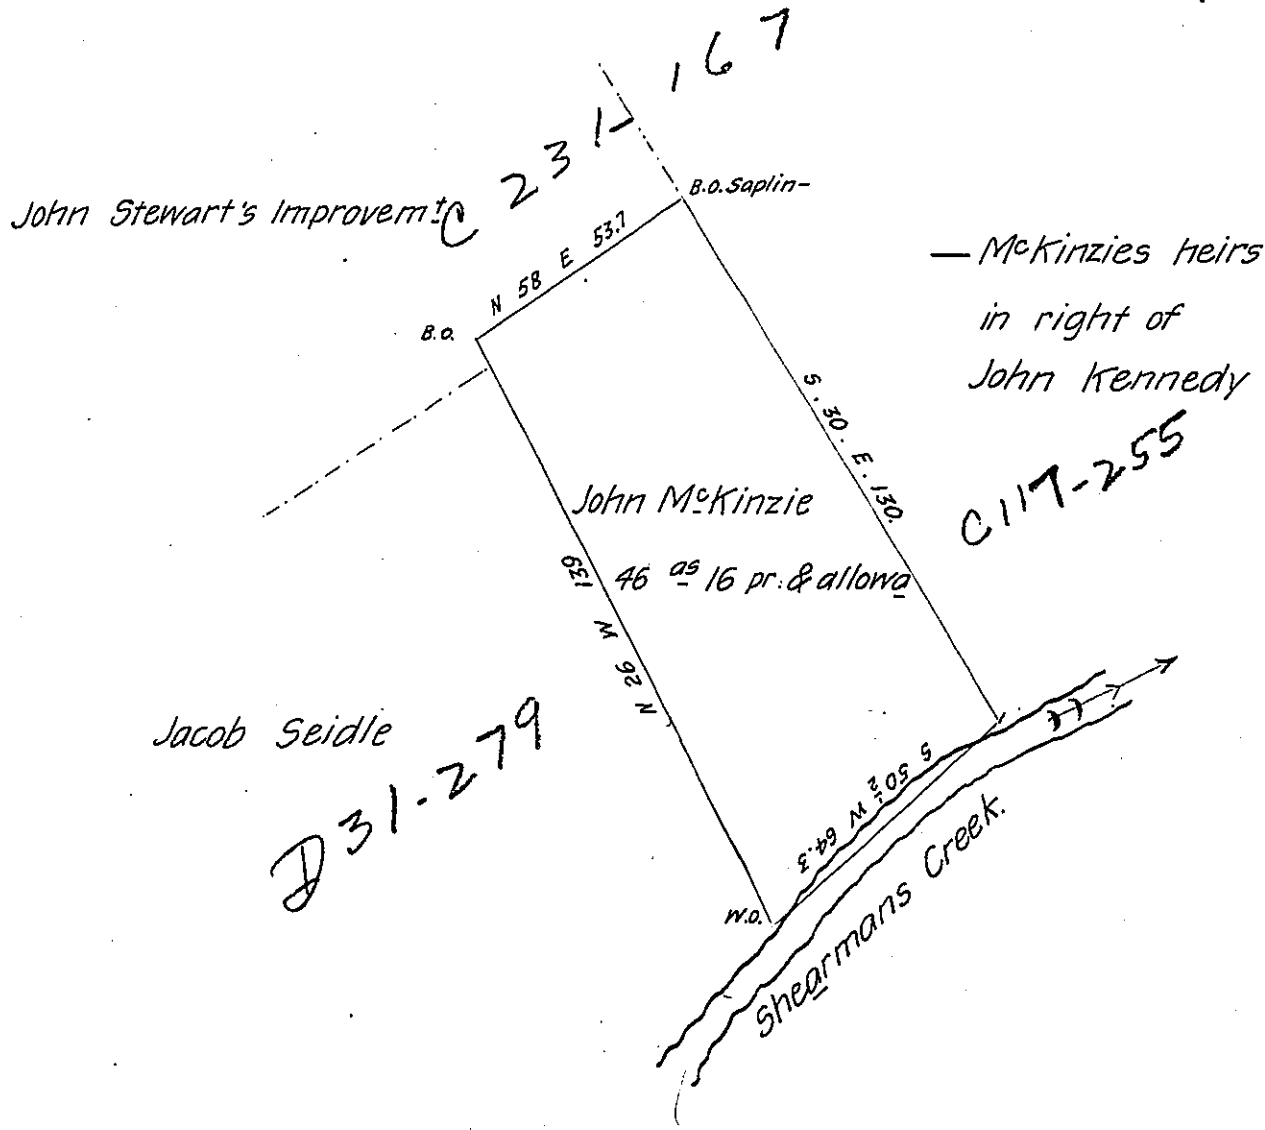 C 231-167
John Stewart's Improvemt
B.O. Saplin-
N 58 E 53.7
B.O.
— McKinzies heirs
in right of
John Kennedy
S. 30. E. 130.
C117-255
John McKinzie
46 as 16 pr. & allowa
N 26 W 139
Jacob Seidle
D31-279
S 50 ½ W 64.3
W.O.
Shearmans Creek.